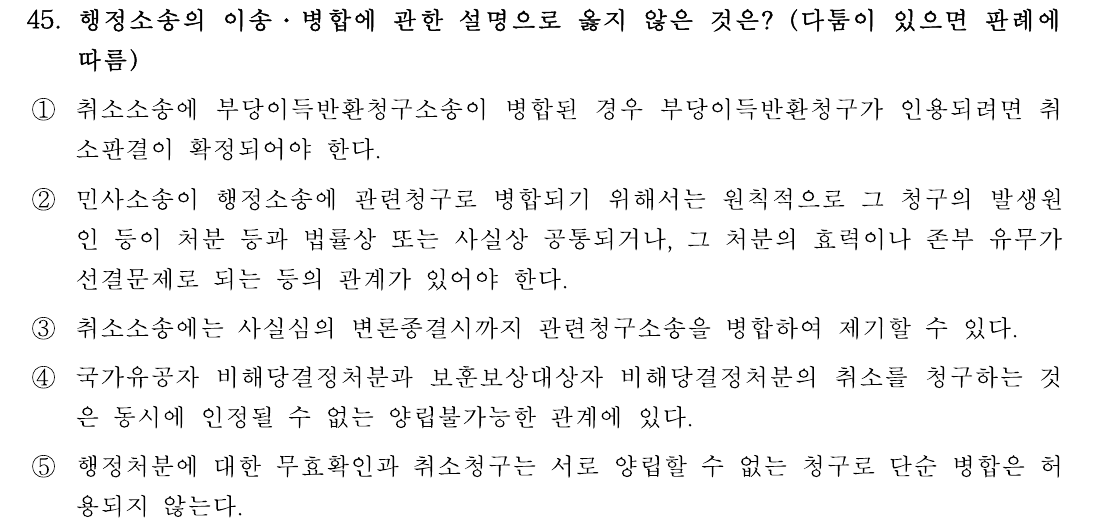 45. 행정소송의 이송·병합에 관한 설명으로 옳지 않은 것은? (다툼이 있으면 판례에
따름)
① 취소소송에 부당이득반환청구소송이 병합된 경우 부당이득반환청구가 인용되려면 취
소판결이 확정되어야 한다.
② 민사소송이 행정소송에 관련청구로 병합되기 위해서는 원칙적으로 그 청구의 발생원
인 등이 처분 등과 법률상 또는 사실상 공통되거나, 그 처분의 효력이나 존부 유무가
선결문제로 되는 등의 관계가 있어야 한다.
③ 취소소송에는 사실심의 변론종결시까지 관련청구소송을 병합하여 제기할 수 있다.
④ 국가유공자 비해당결정처분과 보훈보상대상자 비해당결정처분의 취소를 청구하는 것
은 동시에 인정될 수 없는 양립불가능한 관계에 있다.
⑤ 행정처분에 대한 무효확인과 취소청구는 서로 양립할 수 없는 청구로 단순 병합은 허
용되지 않는다.